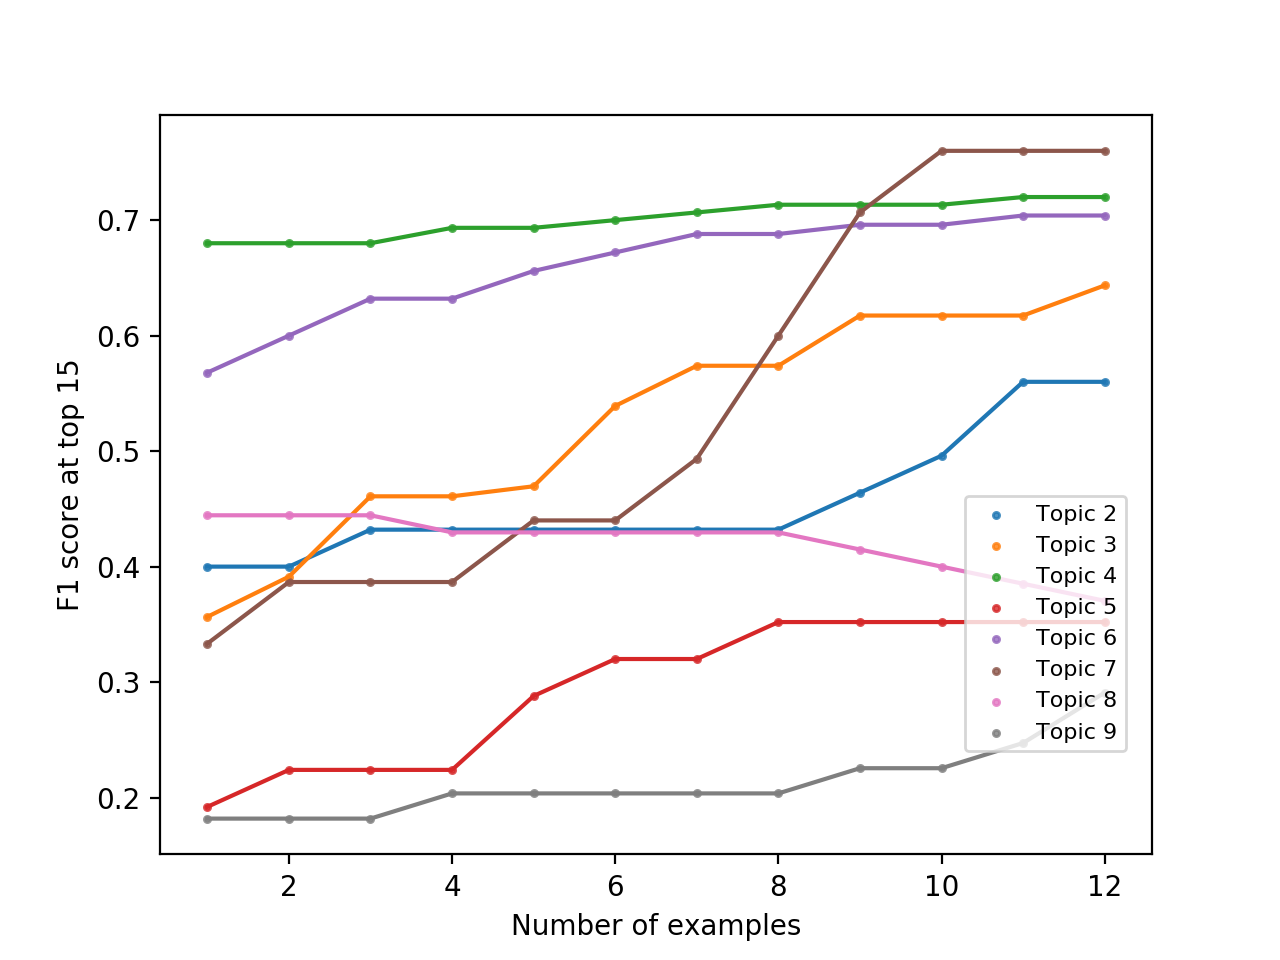 0.7
0.6
0.5
0.4
0.3
0.2
F1 score at top 15
Topic 2
Topic 3
Topic 4
Topic 5
Topic 6
Topic 7
Topic 8
Topic 9
2 4 6 8 10 12
Number of examples